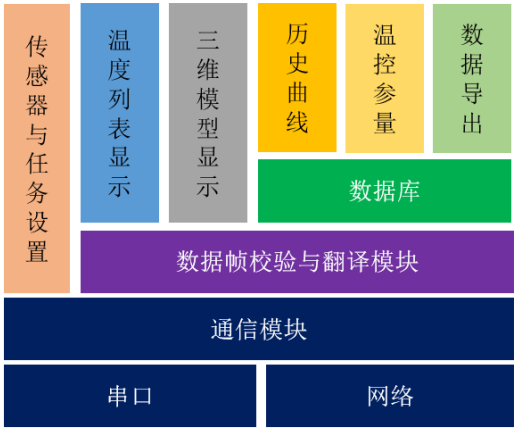 传感器与任务设置
温度列表显示
三维模型显示
历史曲线
温控参量
数据导出
数据库
数据帧校验与翻译模块
通信模块
串口
网络